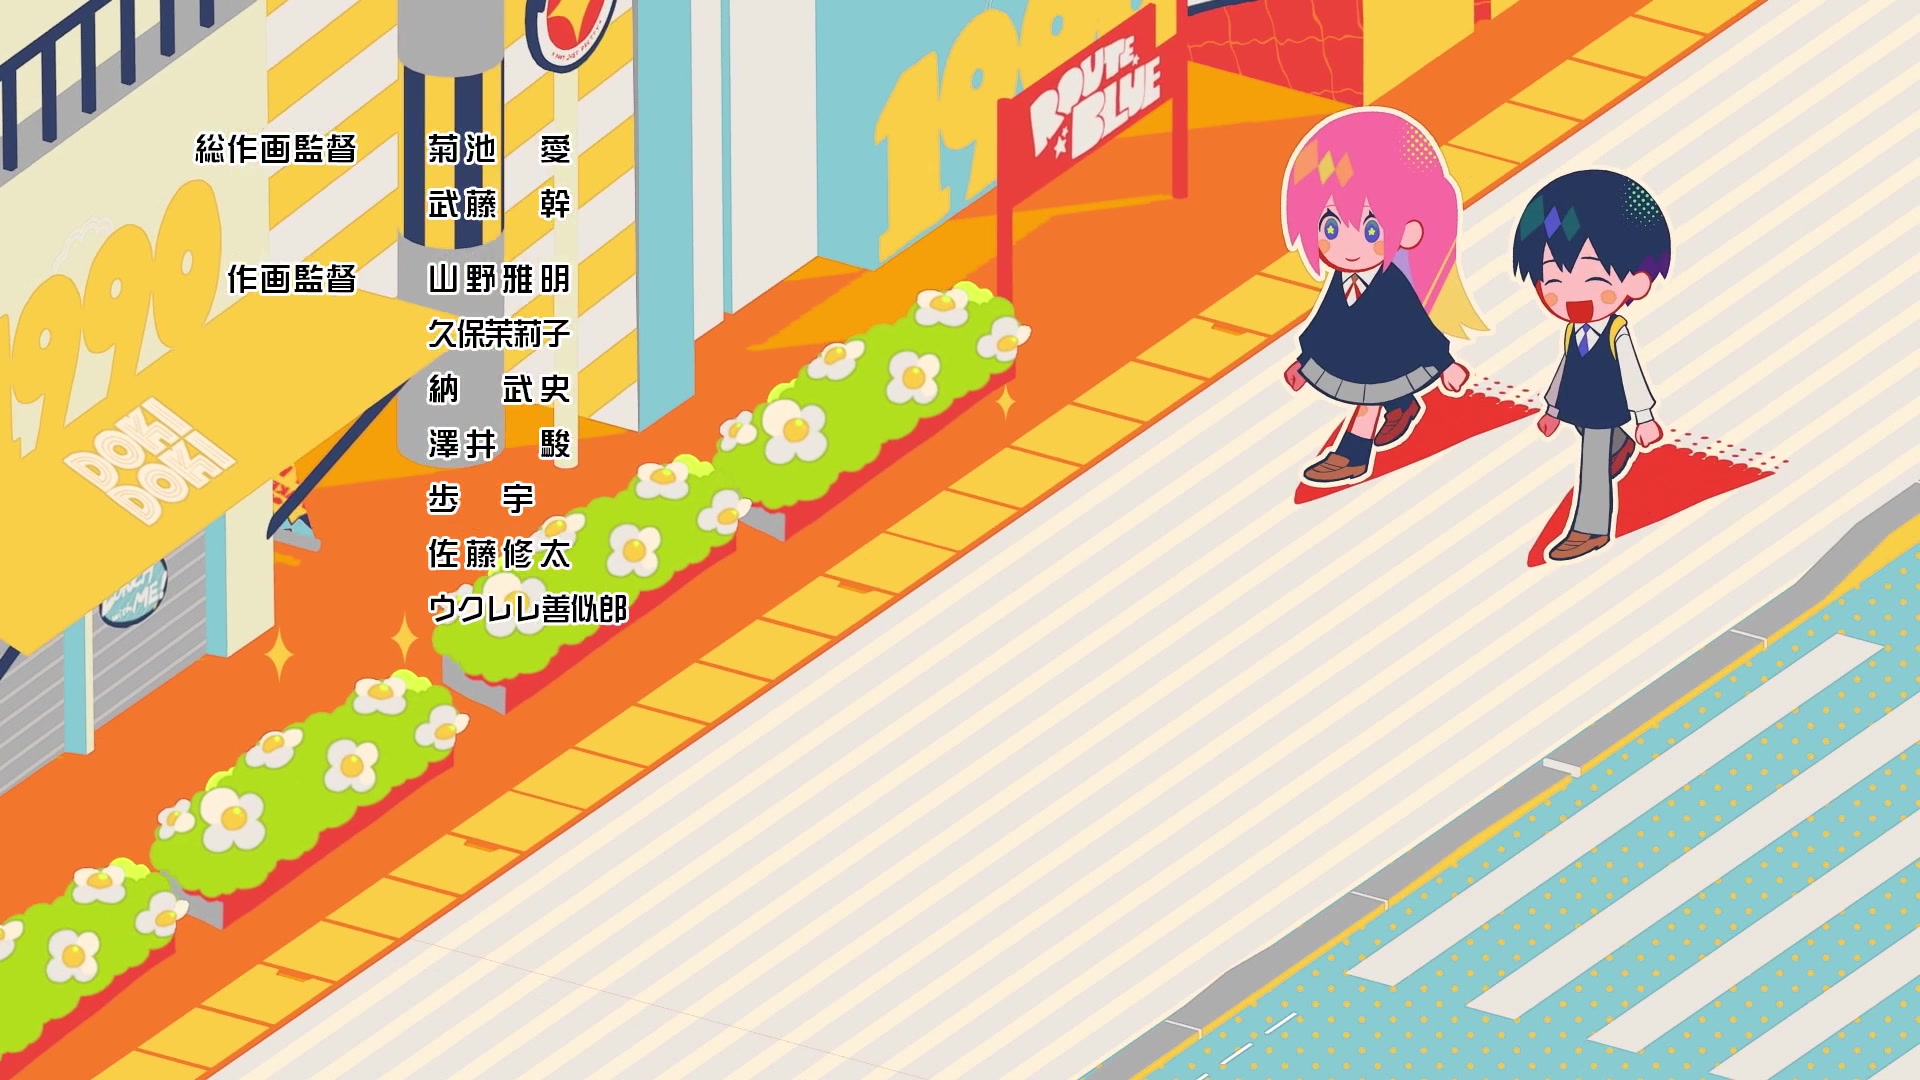 総作画監督 菊池 愛
武藤 幹
作画監督 山野雅明
久保茉莉子
納 武史
澤井 駿
歩 宇
佐藤修太
ウクレレ善似郎
ROUTE BLUE
1990
DOKI DOKI
ME!